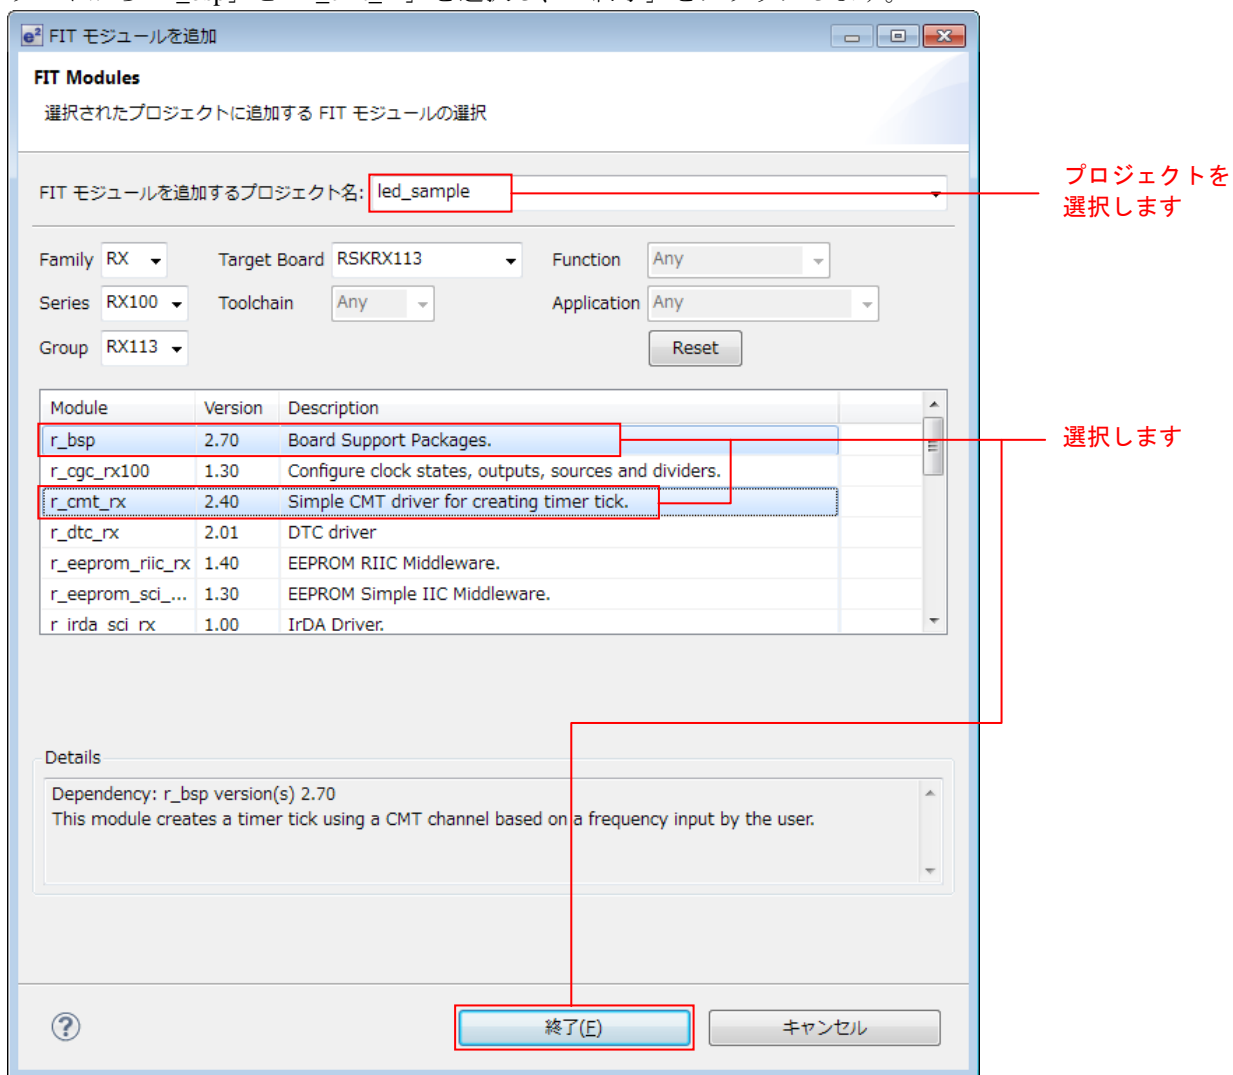 e² FIT モジュールを追加
FIT Modules
選択されたプロジェクトに追加する FIT モジュールの選択
FIT モジュールを追加するプロジェクト名: led_sample
プロジェクトを
選択します
Family RX Target Board RSKRX113 Function Any
Series RX100 Toolchain Any Application Any
Group RX113 Reset
Module Version Description
r_bsp 2.70 Board Support Packages.
選択します
r_cgc_rx100 1.30 Configure clock states, outputs, sources and dividers.
r_cmt_rx 2.40 Simple CMT driver for creating timer tick.
r_dtc_rx 2.01 DTC driver
r_eeprom_riic_rx 1.40 EEPROM RIIC Middleware.
r_eeprom_sci_... 1.30 EEPROM Simple IIC Middleware.
r_irda_sci_rx 1.00 IrDA Driver.
Details
Dependency: r_bsp version(s) 2.70
This module creates a timer tick using a CMT channel based on a frequency input by the user.
? 終了(F) キャンセル